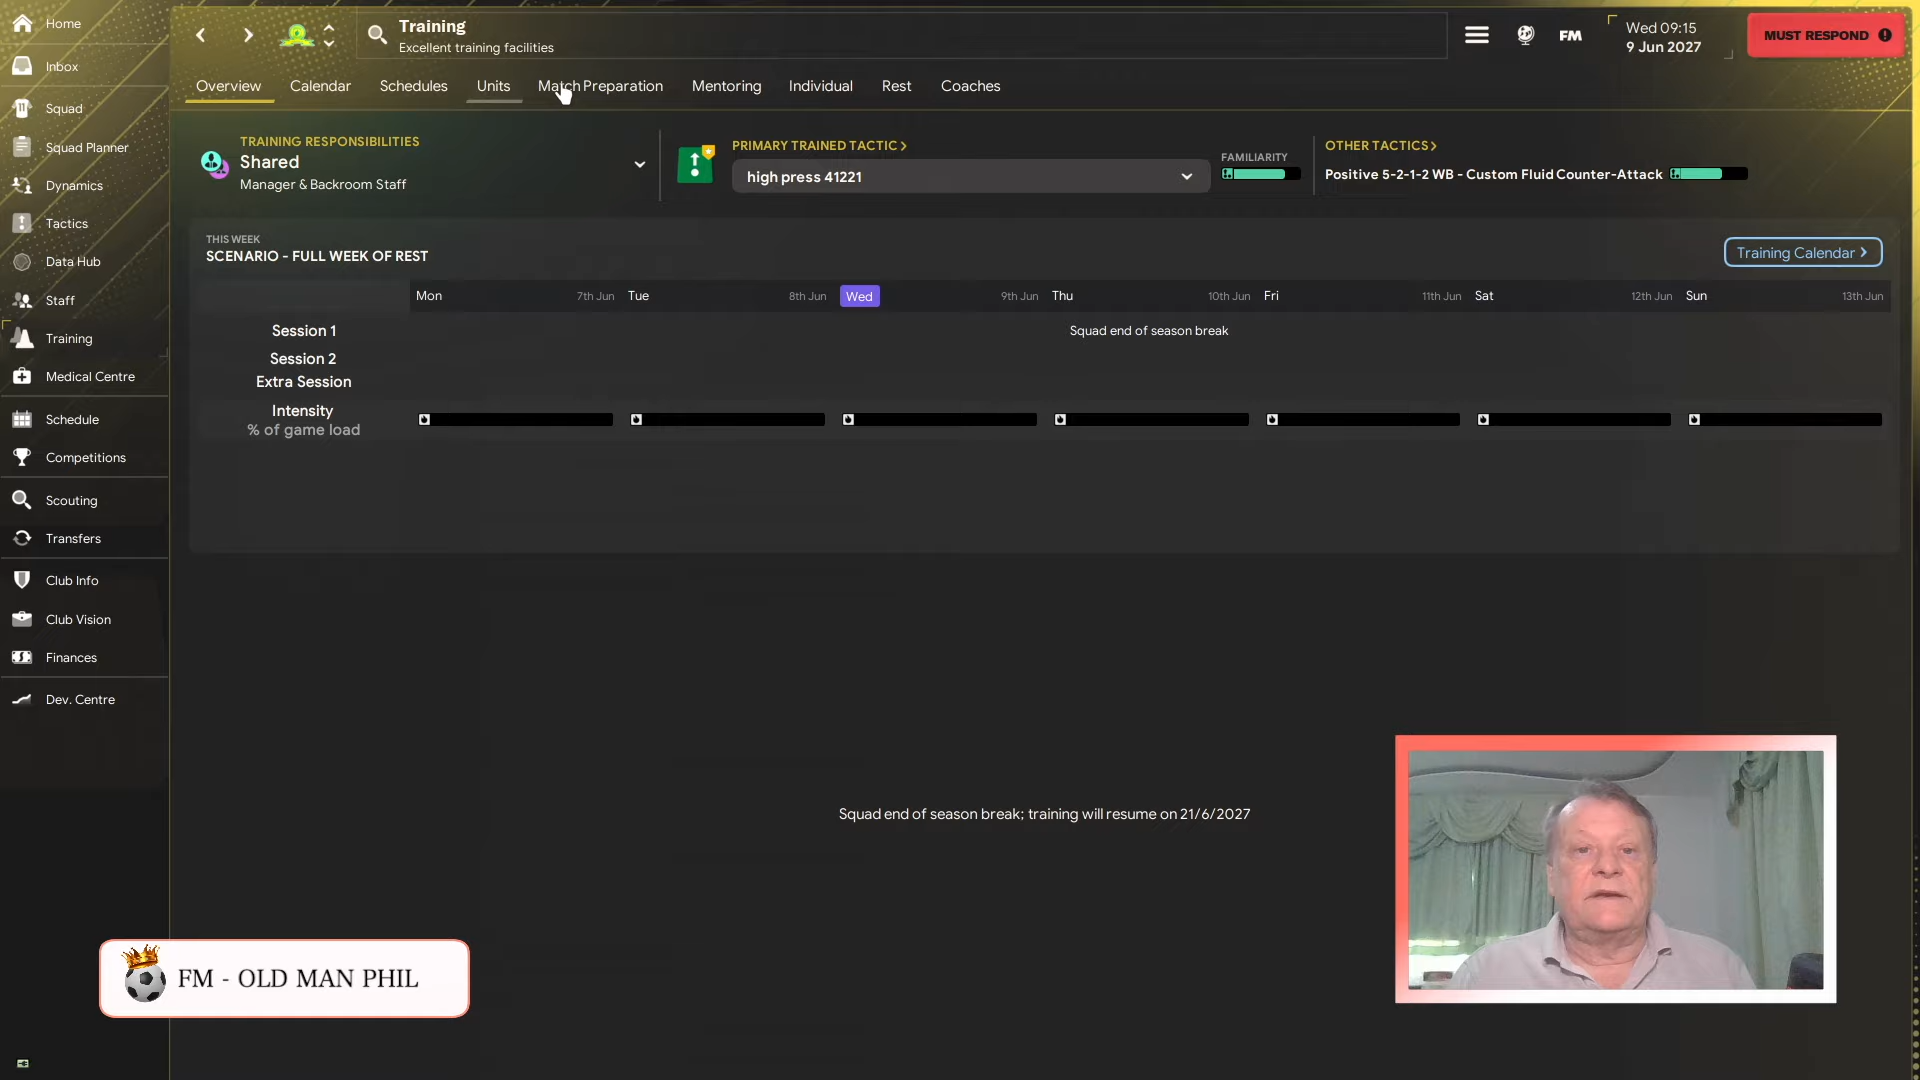 Home
Inbox
Squad
Squad Planner
Dynamics
Tactics
Data Hub
Staff
Training
Medical Centre
Schedule
Competitions
Scouting
Transfers
Club Info
Club Vision
Finances
Dev. Centre
Training
Excellent training facilities
FM
Wed 09:15
9 Jun 2027
MUST RESPOND
Overview Calendar Schedules Units Match Preparation Mentoring Individual Rest Coaches
TRAINING RESPONSIBILITIES
Shared
Manager & Backroom Staff
PRIMARY TRAINED TACTIC >
high press 41221
FAMILIARITY
OTHER TACTICS >
Positive 5-2-1-2 WB - Custom Fluid Counter-Attack
THIS WEEK
SCENARIO - FULL WEEK OF REST
Training Calendar >
Mon 7th Jun Tue 8th Jun Wed 9th Jun Thu 10th Jun Fri 11th Jun Sat 12th Jun Sun 13th Jun
Session 1 Squad end of season break
Session 2
Extra Session
Intensity
% of game load
Squad end of season break; training will resume on 21/6/2027
FM - OLD MAN PHIL